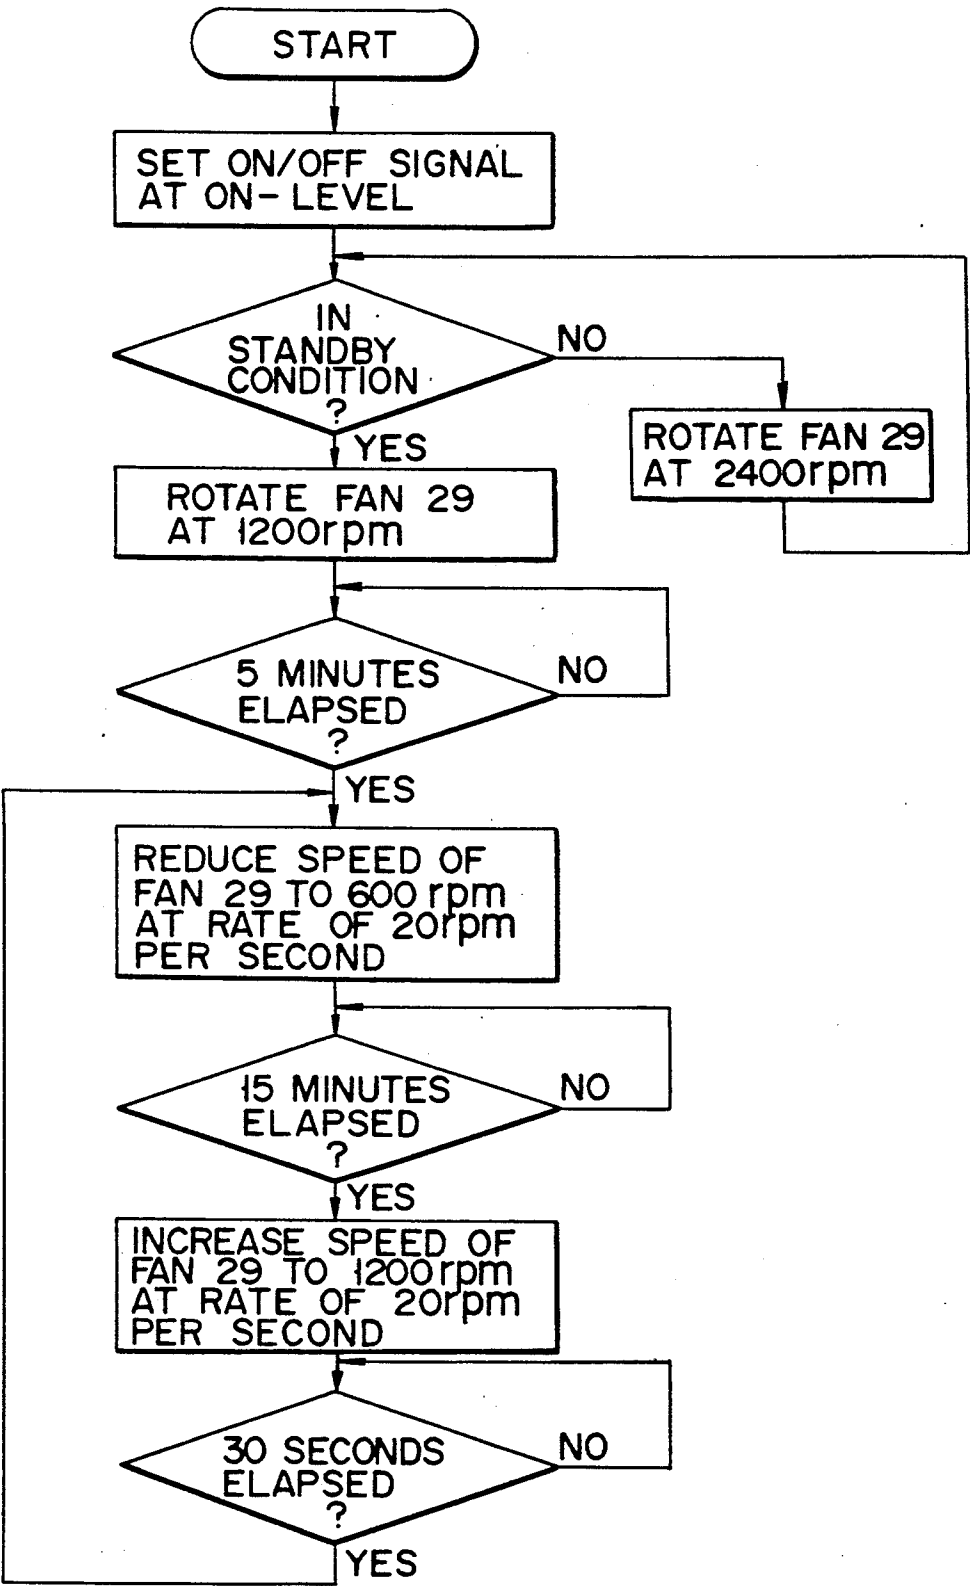 START
SET ON/OFF SIGNAL
AT ON-LEVEL
IN
STANDBY
CONDITION
?
NO
YES
ROTATE FAN 29
AT 2400rpm
ROTATE FAN 29
AT 1200rpm
5 MINUTES
ELAPSED
?
NO
YES
REDUCE SPEED OF
FAN 29 TO 600 rpm
AT RATE OF 20rpm
PER SECOND
15 MINUTES
ELAPSED
?
NO
YES
INCREASE SPEED OF
FAN 29 TO 1200rpm
AT RATE OF 20rpm
PER SECOND
30 SECONDS
ELAPSED
?
NO
YES